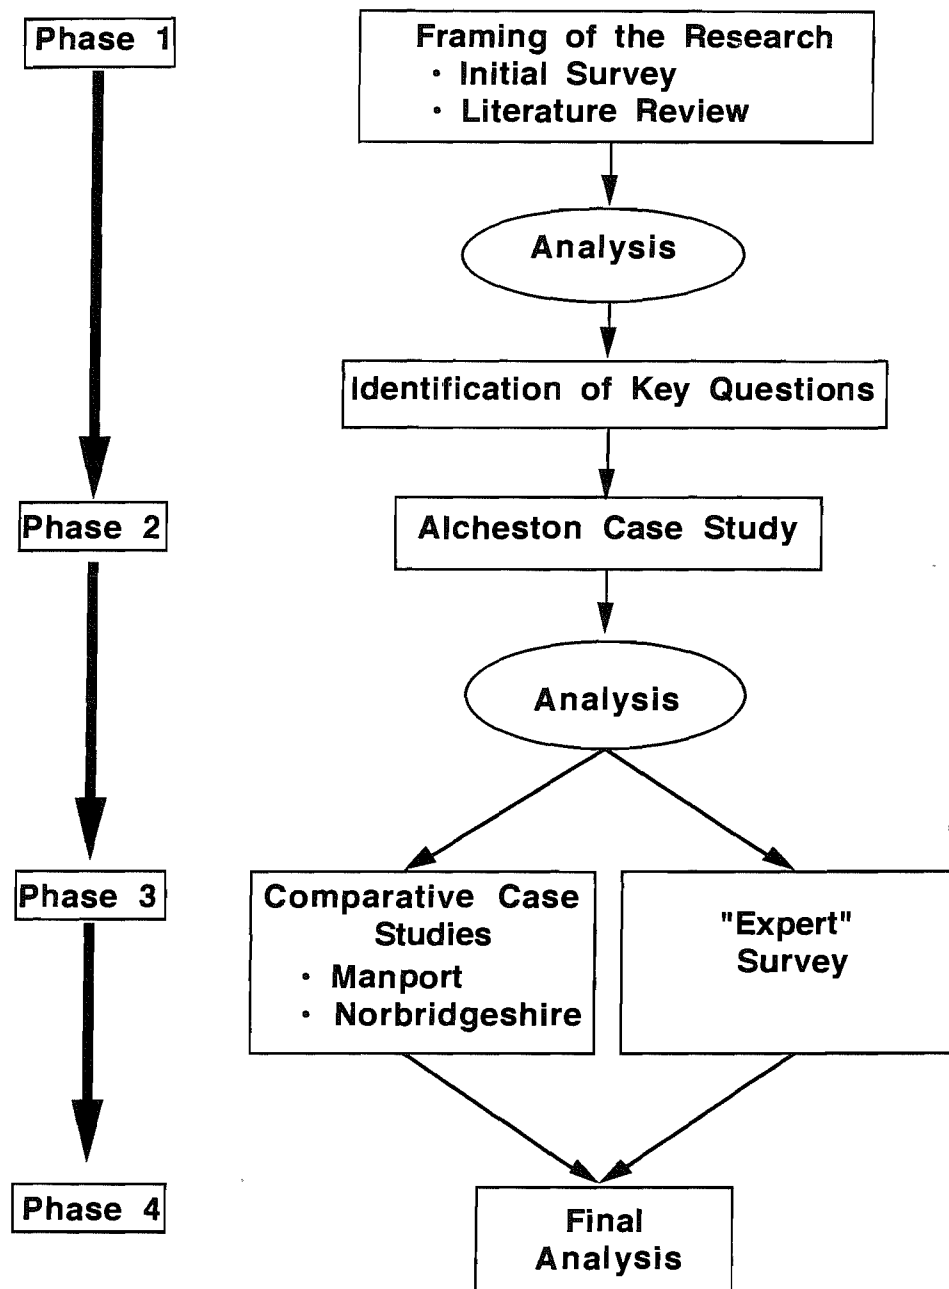 Phase 1
Framing of the Research
· Initial Survey
· Literature Review
Analysis
Identification of Key Questions
Phase 2
Alcheston Case Study
Analysis
Phase 3
Comparative Case
Studies
· Manport
· Norbridgeshire
"Expert"
Survey
Phase 4
Final
Analysis